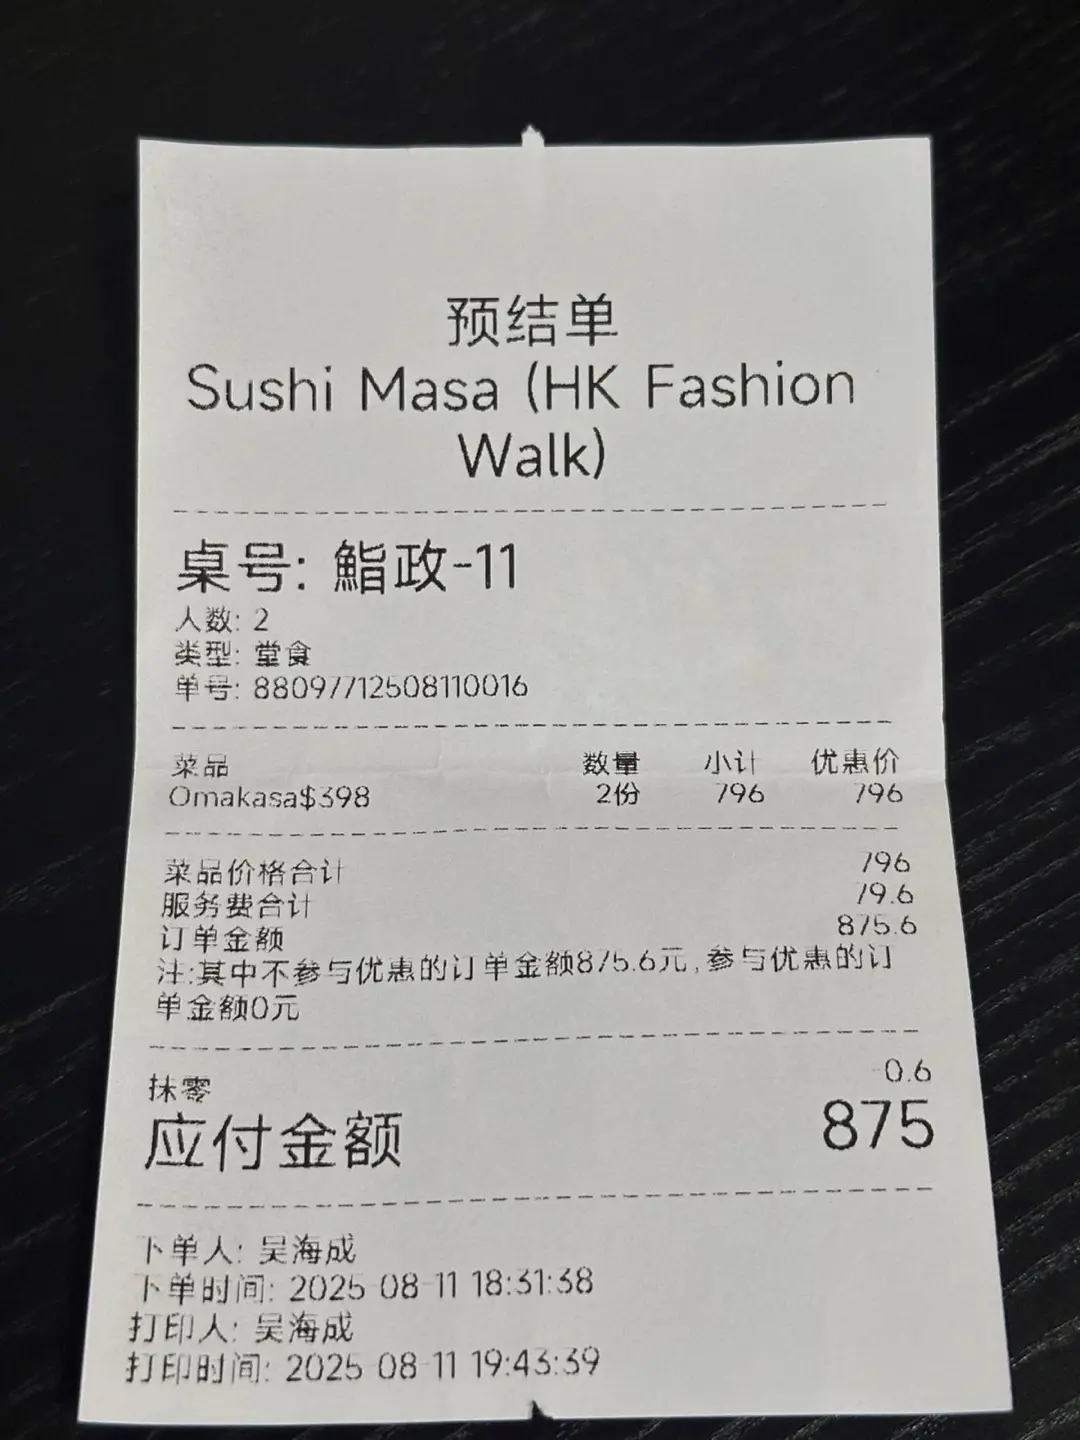 预结单
Sushi Masa (HK Fashion
Walk)
桌号: 鮨政-11
人数: 2
类型: 堂食
单号: 88097712508110016
菜品 数量 小计 优惠价
Omakasa$398 2份 796 796
菜品价格合计 796
服务费合计 79.6
订单金额 875.6
注:其中不参与优惠的订单金额875.6元,参与优惠的订
单金额0元
抹零 -0.6
应付金额 875
下单人: 吴海成
下单时间: 2025-08-11 18:31:38
打印人: 吴海成
打印时间: 2025-08-11 19:43:39